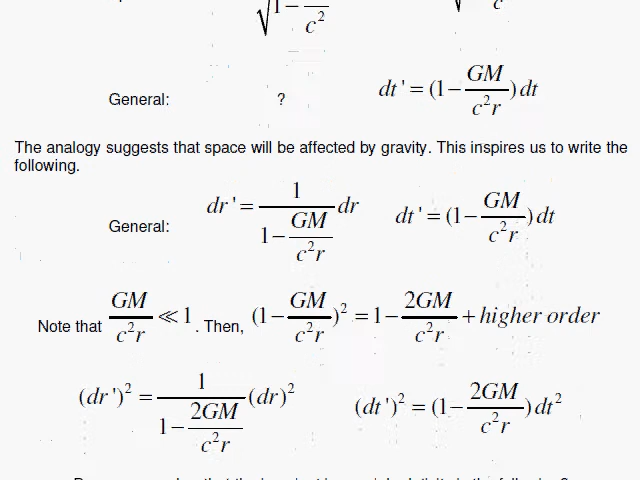 √1 − c²
General: ? dt' = (1 − GM/c²r) dt
The analogy suggests that space will be affected by gravity. This inspires us to write the
following.
General: dr' = 1/(1 − GM/c²r) dr dt' = (1 − GM/c²r) dt
Note that GM/c²r ≪ 1 . Then, (1 − GM/c²r)² = 1 − 2GM/c²r + higher order
(dr')² = 1/(1 − 2GM/c²r) (dr)² (dt')² = (1 − 2GM/c²r) dt²